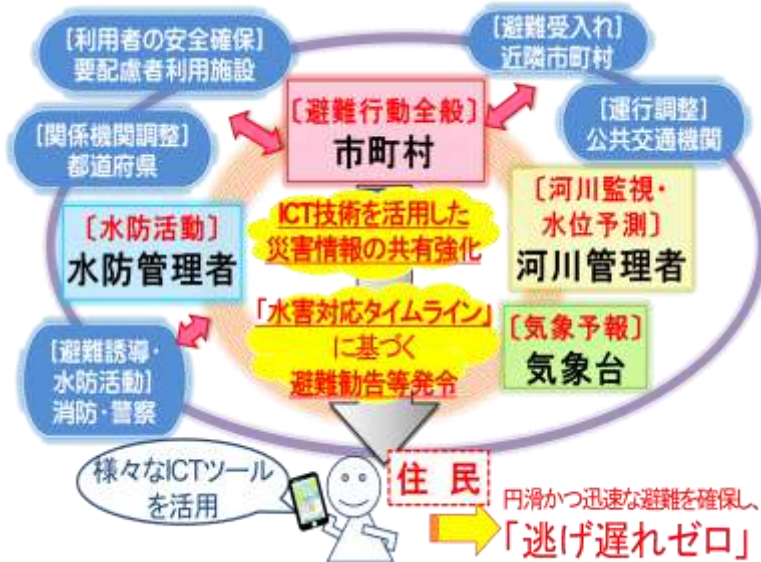 ［利用者の安全確保］
要配慮者利用施設
［避難受入れ］
近隣市町村
［関係機関調整］
都道府県
［避難行動全般］
市町村
［運行調整］
公共交通機関
［水防活動］
水防管理者
ICT技術を活用した
災害情報の共有強化
［河川監視・
水位予測］
河川管理者
「水害対応タイムライン」
に基づく
避難勧告等発令
［気象予報］
気象台
［避難誘導・
水防活動］
消防・警察
様々なICTツール
を活用
住 民
円滑かつ迅速な避難を確保し、
「逃げ遅れゼロ」